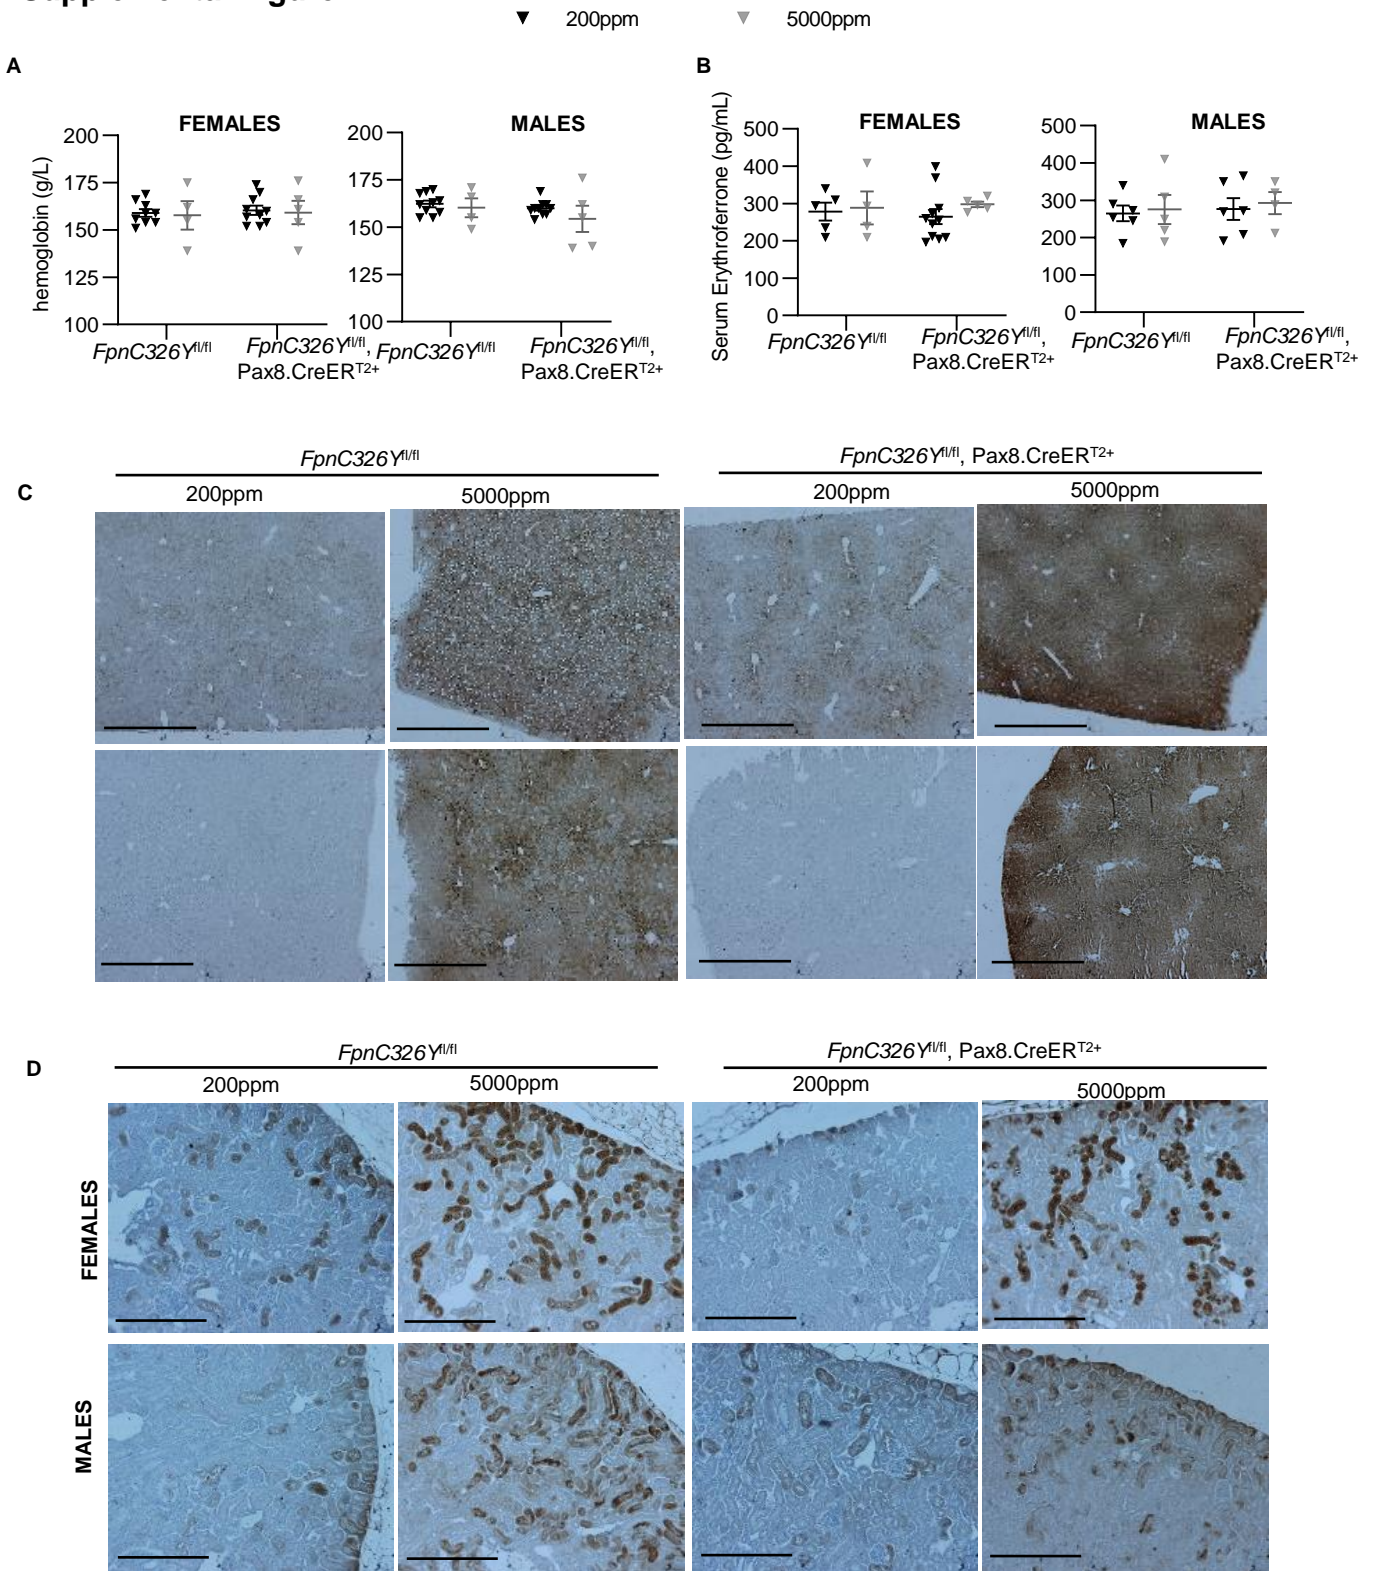 200ppm 5000ppm
A
B
FEMALES
MALES
hemoglobin (g/L)
200
175
150
125
100
200
175
150
125
100
FpnC326Yfl/fl
FpnC326Yfl/fl,
Pax8.CreERT2+
FpnC326Yfl/fl
FpnC326Yfl/fl,
Pax8.CreERT2+
FEMALES
MALES
Serum Erythroferrone (pg/mL)
500
400
300
200
100
0
500
400
300
200
100
0
FpnC326Yfl/fl
FpnC326Yfl/fl,
Pax8.CreERT2+
FpnC326Yfl/fl
FpnC326Yfl/fl,
Pax8.CreERT2+
C
FpnC326Yfl/fl
FpnC326Yfl/fl, Pax8.CreERT2+
200ppm
5000ppm
200ppm
5000ppm
D
FpnC326Yfl/fl
FpnC326Yfl/fl, Pax8.CreERT2+
200ppm
5000ppm
200ppm
5000ppm
FEMALES
MALES